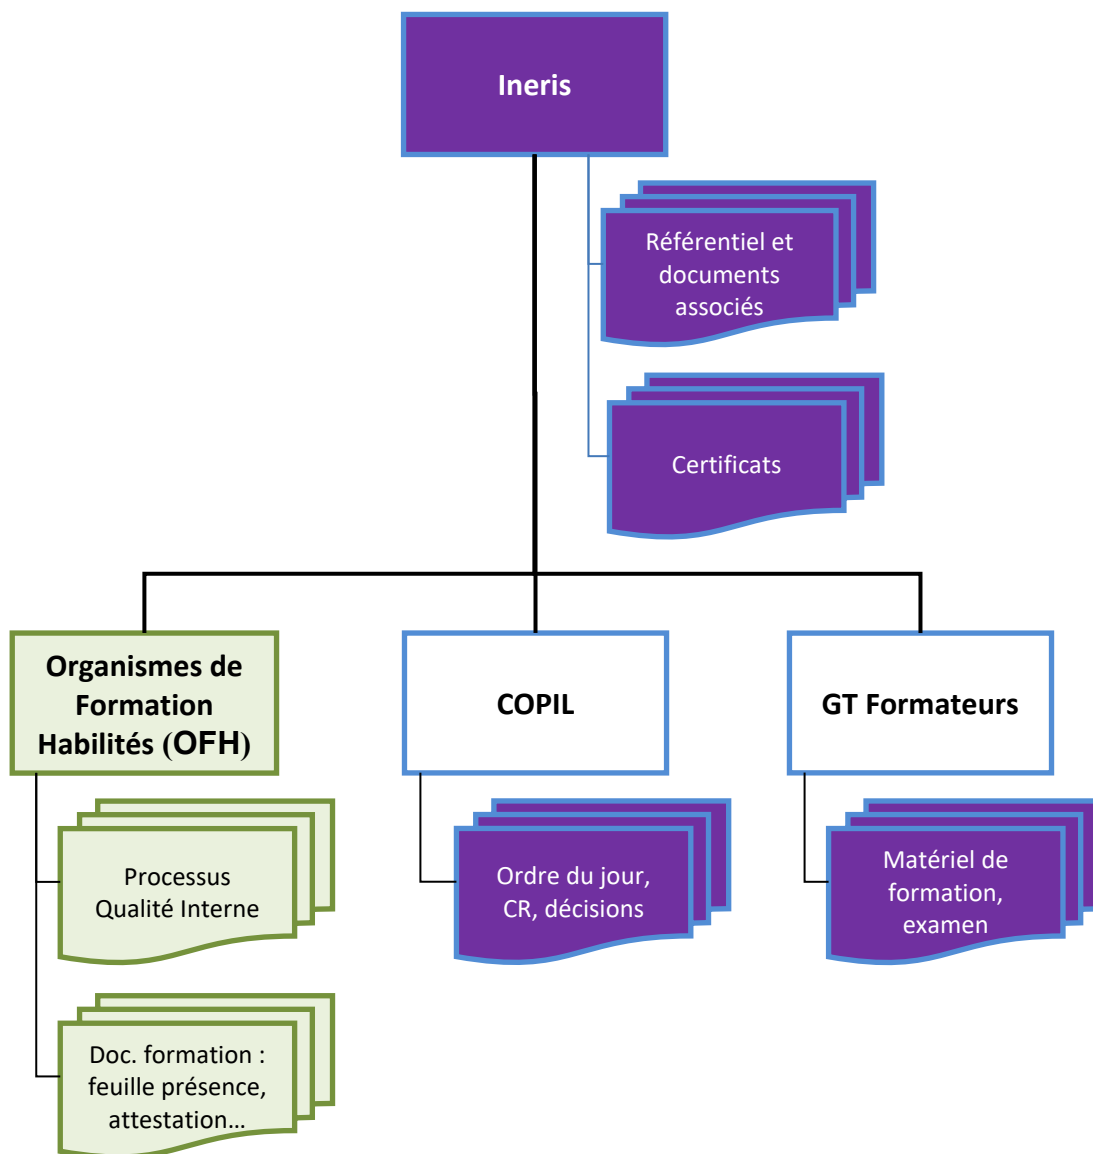 Ineris
Référentiel et
documents
associés
Certificats
Organismes de
Formation
Habilités (OFH)
COPIL
GT Formateurs
Processus
Qualité Interne
Ordre du jour,
CR, décisions
Matériel de
formation,
examen
Doc. formation :
feuille présence,
attestation...